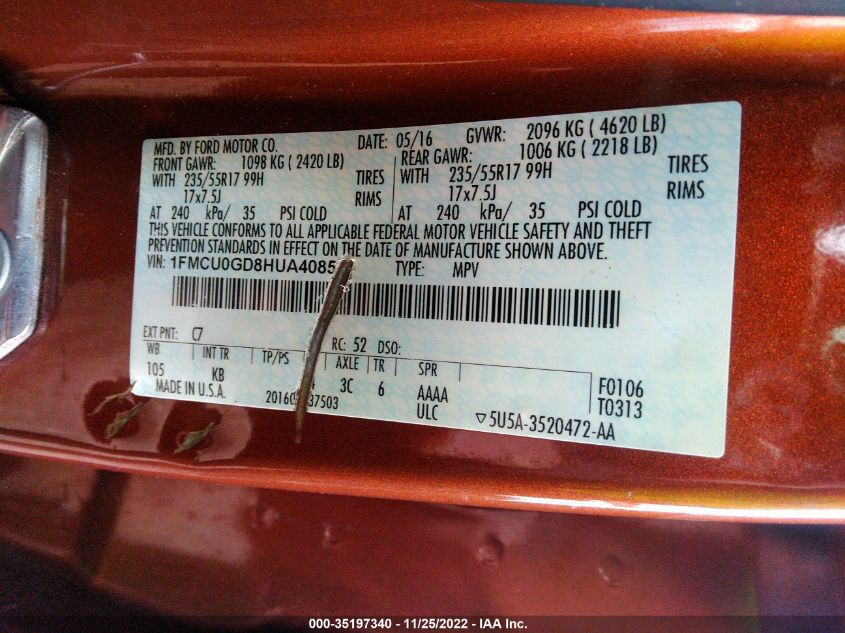 MFD. BY FORD MOTOR CO. DATE: 05/16 GVWR: 2096 KG ( 4620 LB)
FRONT GAWR: 1098 KG ( 2420 LB) REAR GAWR: 1006 KG ( 2218 LB)
WITH 235/55R17 99H TIRES WITH 235/55R17 99H TIRES
17x7.5J RIMS 17x7.5J RIMS
AT 240 kPa/ 35 PSI COLD AT 240 kPa/ 35 PSI COLD
THIS VEHICLE CONFORMS TO ALL APPLICABLE FEDERAL MOTOR VEHICLE SAFETY AND THEFT
PREVENTION STANDARDS IN EFFECT ON THE DATE OF MANUFACTURE SHOWN ABOVE.
VIN: 1FMCU0GD8HUA4085 TYPE: MPV
EXT PNT: C7 RC: 52 DSO:
WB INT TR TP/PS AXLE TR SPR
105 KB 4 3C 6 AAAA F0106
MADE IN U.S.A. ULC T0313
37503 ▽5U5A-3520472-AA
000-35197340 - 11/25/2022 - IAA Inc.